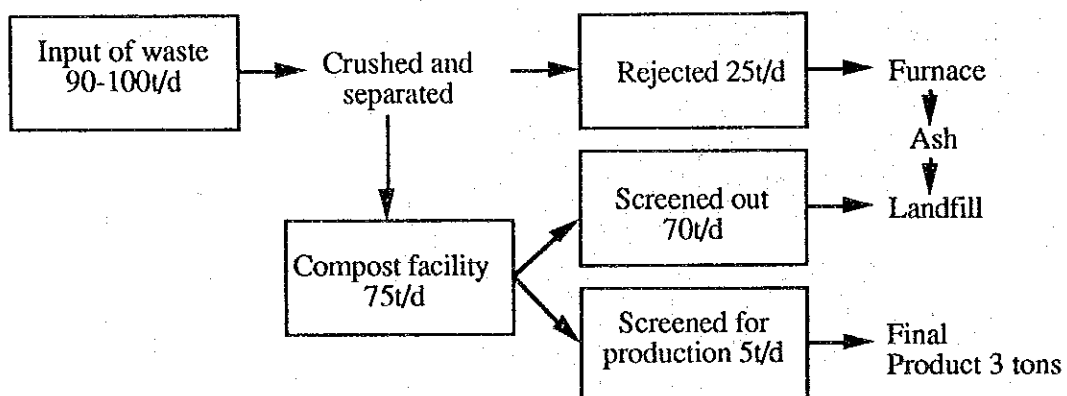 Input of waste
90-100t/d
Crushed and
separated
Rejected 25t/d
Furnace
Ash
Screened out
70t/d
Landfill
Compost facility
75t/d
Screened for
production 5t/d
Final
Product 3 tons